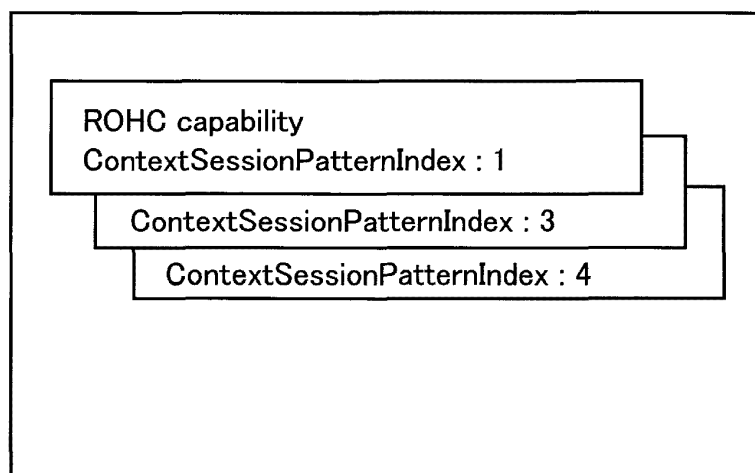 ROHC capability
ContextSessionPatternIndex : 1
ContextSessionPatternIndex : 3
ContextSessionPatternIndex : 4